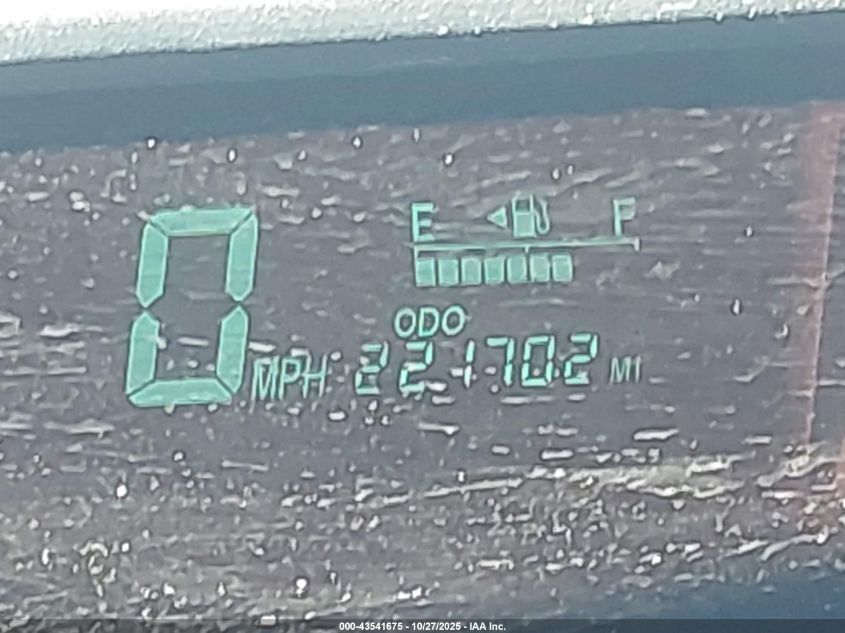 E F
ODO
0 MPH 221702 MI
000-43541675 - 10/27/2025 - IAA Inc.